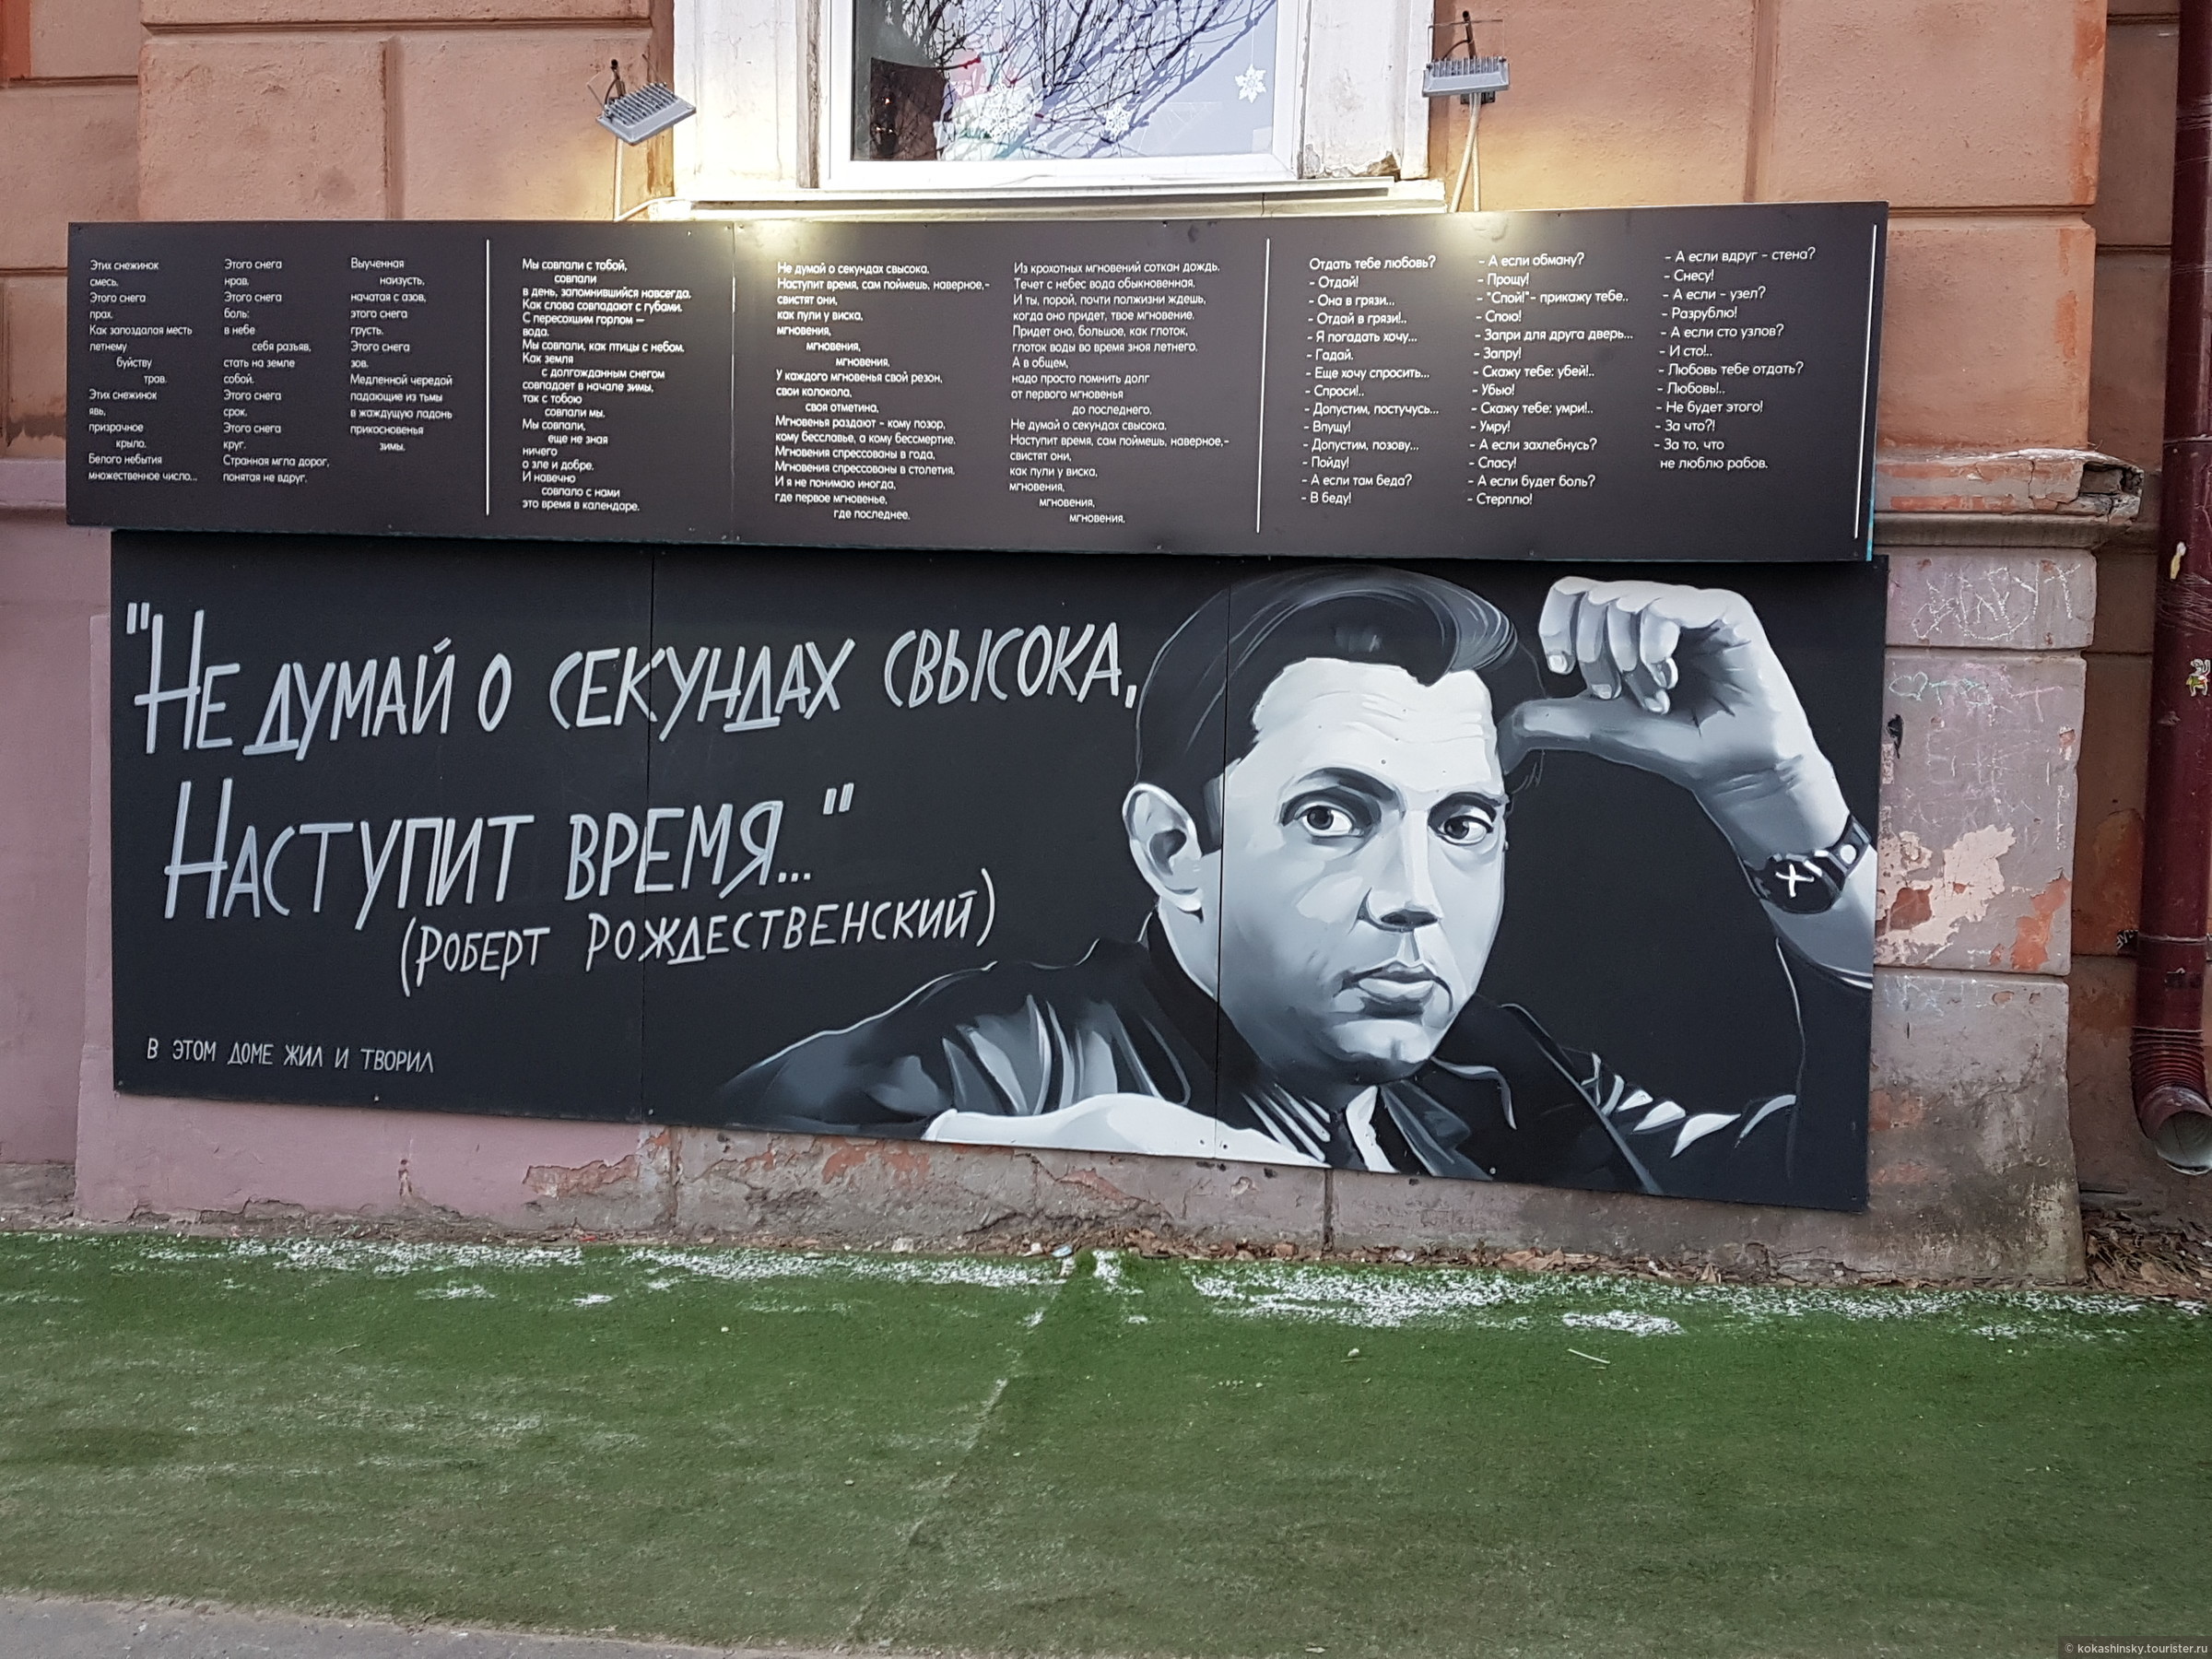 Этих снежинок
смесь.
Этого снега
прах.
Как запоздалая месть
летнему
буйству
трав.
Этих снежинок
явь,
призрачное
крыло.
Белого небытия
множественное число...
Этого снега
нрав.
Этого снега
боль:
в небе
себя разъяв,
стать на земле
собой.
Этого снега
срок.
Этого снега
круг.
Странная мгла дорог,
понятая не вдруг.
Выученная
наизусть,
начатая с азов,
этого снега
грусть.
Этого снега
зов.
Медленной чередой
падающие из тьмы
в жаждущую ладонь
прикосновенья
зимы.
Мы совпали с тобой,
совпали
в день, запомнившийся навсегда.
Как слова совпадают с губами.
С пересохшим горлом –
вода.
Мы совпали, как птицы с небом.
Как земля
с долгожданным снегом
совпадает в начале зимы,
так с тобою
совпали мы.
Мы совпали,
еще не зная
ничего
о зле и добре.
И навечно
совпало с нами
это время в календаре.
Не думай о секундах свысока.
Наступит время, сам поймешь, наверное,-
свистят они,
как пули у виска,
мгновения,
мгновения,
мгновения.
У каждого мгновенья свой резон,
свои колокола,
своя отметина,
Мгновенья раздают - кому позор,
кому бесславье, а кому бессмертие.
Мгновения спрессованы в года,
Мгновения спрессованы в столетия.
И я не понимаю иногда,
где первое мгновенье,
где последнее.
Из крохотных мгновений соткан дождь.
Течет с небес вода обыкновенная.
И ты, порой, почти полжизни ждешь,
когда оно придет, твое мгновение.
Придет оно, большое, как глоток,
глоток воды во время зноя летнего.
А в общем,
надо просто помнить долг
от первого мгновенья
до последнего.
Не думай о секундах свысока.
Наступит время, сам поймешь, наверное,-
свистят они,
как пули у виска,
мгновения,
мгновения,
мгновения.
Отдать тебе любовь?
- Отдай!
- Она в грязи...
- Отдай в грязи!..
- Я погадать хочу...
- Гадай.
- Еще хочу спросить...
- Спроси!..
- Допустим, постучусь...
- Впущу!
- Допустим, позову...
- Пойду!
- А если там беда?
- В беду!
- А если обману?
- Прощу!
- "Спой!"- прикажу тебе..
- Спою!
- Запри для друга дверь...
- Запру!
- Скажу тебе: убей!..
- Убью!
- Скажу тебе: умри!..
- Умру!
- А если захлебнусь?
- Спасу!
- А если будет боль?
- Стерплю!
- А если вдруг - стена?
- Снесу!
- А если - узел?
- Разрублю!
- А если сто узлов?
- И сто!..
- Любовь тебе отдать?
- Любовь!..
- Не будет этого!
- За что?!
- За то, что
не люблю рабов.
"Не думай о секундах свысока,
Наступит время..."
(Роберт Рождественский)
В этом доме жил и творил
© kokashinsky.tourister.ru